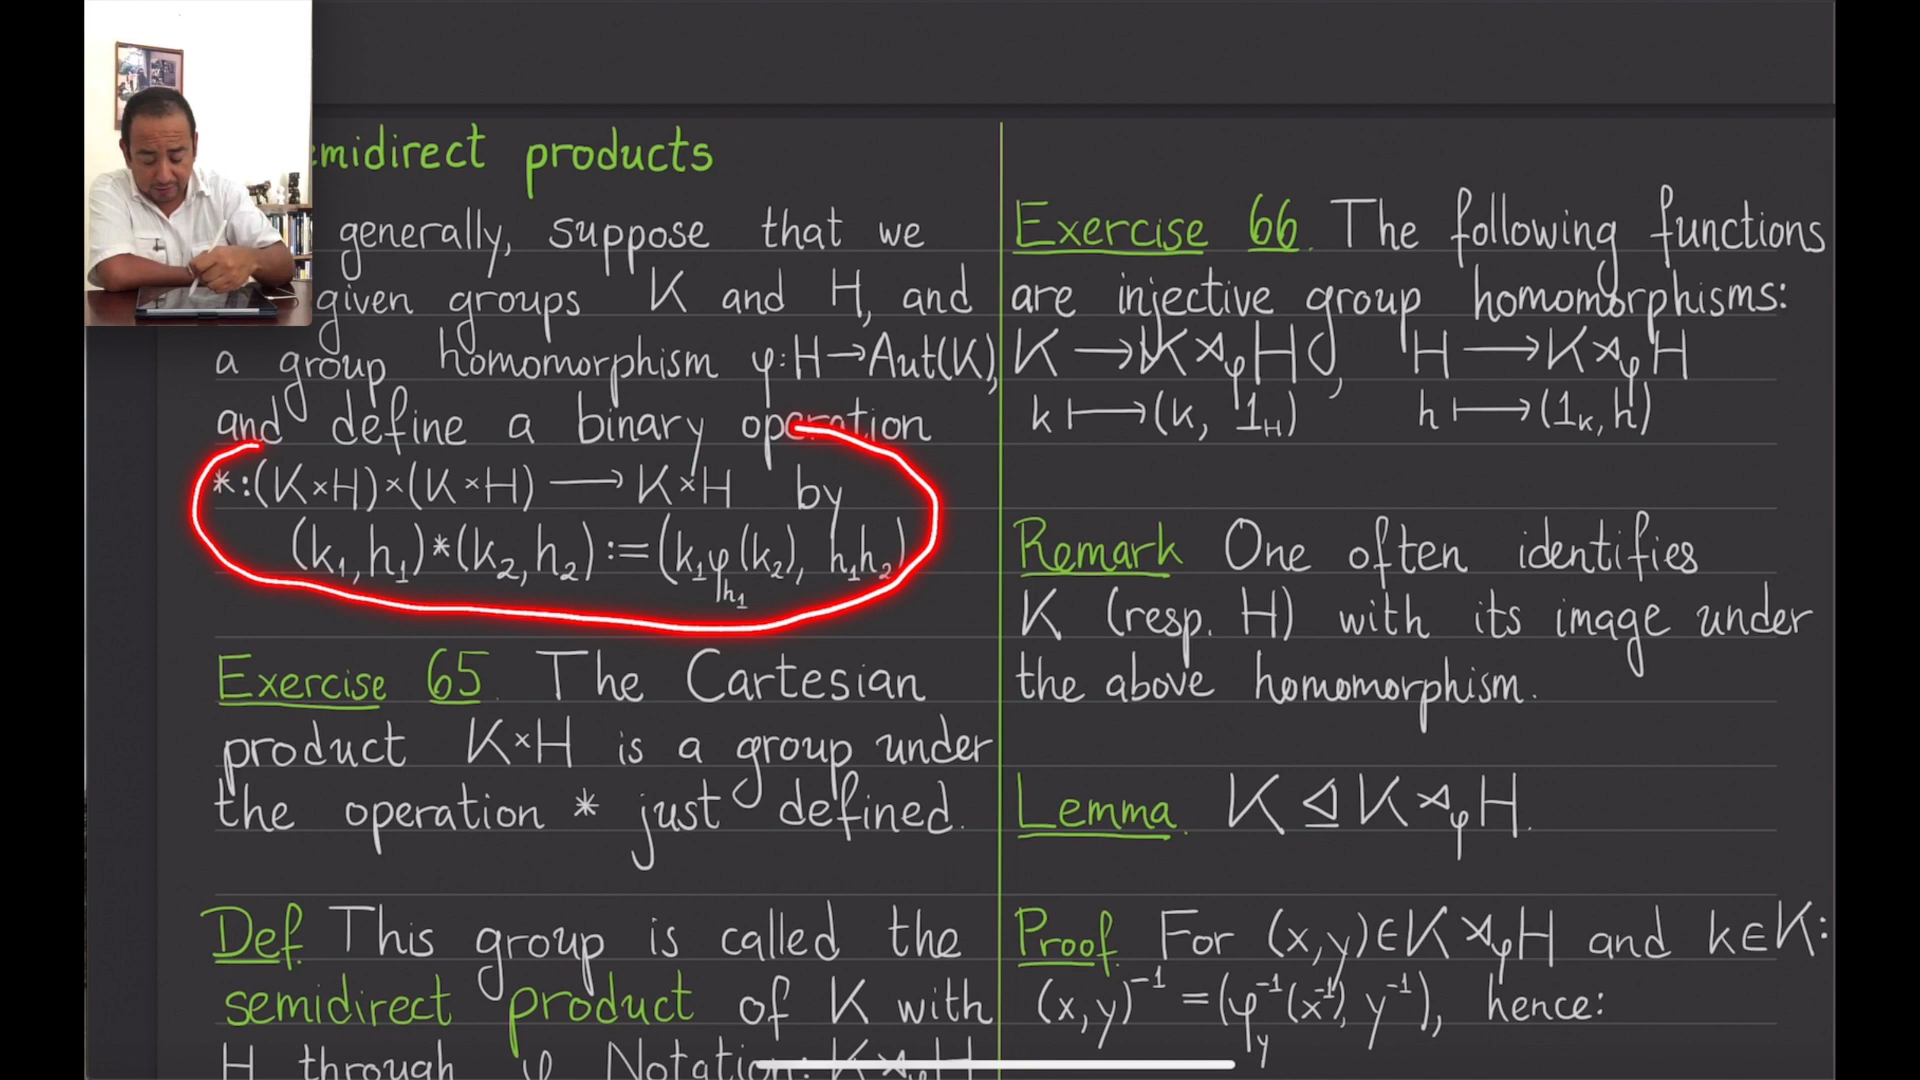 emidirect products
generally, suppose that we
given groups K and H, and
a group homomorphism φ:H→Aut(K),
and define a binary operation
*:(K×H)×(K×H)⟶K×H by
(k₁,h₁)*(k₂,h₂):=(k₁φ_{h₁}(k₂), h₁h₂)
Exercise 65. The Cartesian
product K×H is a group under
the operation * just defined.
Def. This group is called the
semidirect product of K with
H through φ. Notation: K⋊_φH
Exercise 66. The following functions
are injective group homomorphisms:
K⟶K⋊_φH, H⟶K⋊_φH
k⟼(k, 1_H) h⟼(1_K, h)
Remark One often identifies
K (resp. H) with its image under
the above homomorphism.
Lemma. K⊴K⋊_φH.
Proof. For (x,y)∈K⋊_φH and k∈K:
(x,y)⁻¹=(φ_y⁻¹(x⁻¹), y⁻¹), hence: